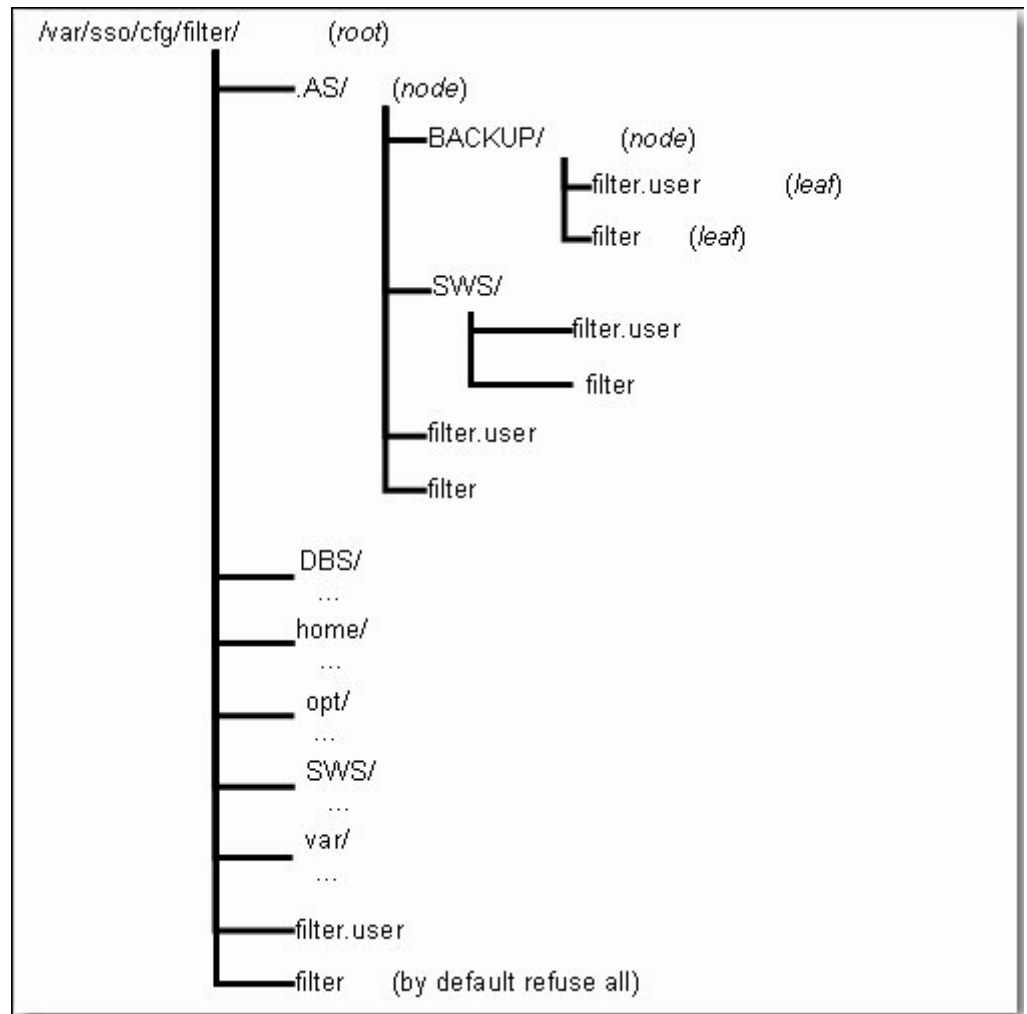 /var/sso/cfg/filter/ (root)
.AS/ (node)
BACKUP/ (node)
filter.user (leaf)
filter (leaf)
SWS/
filter.user
filter
filter.user
filter
DBS/
...
home/
...
opt/
...
SWS/
...
var/
...
filter.user
filter (by default refuse all)